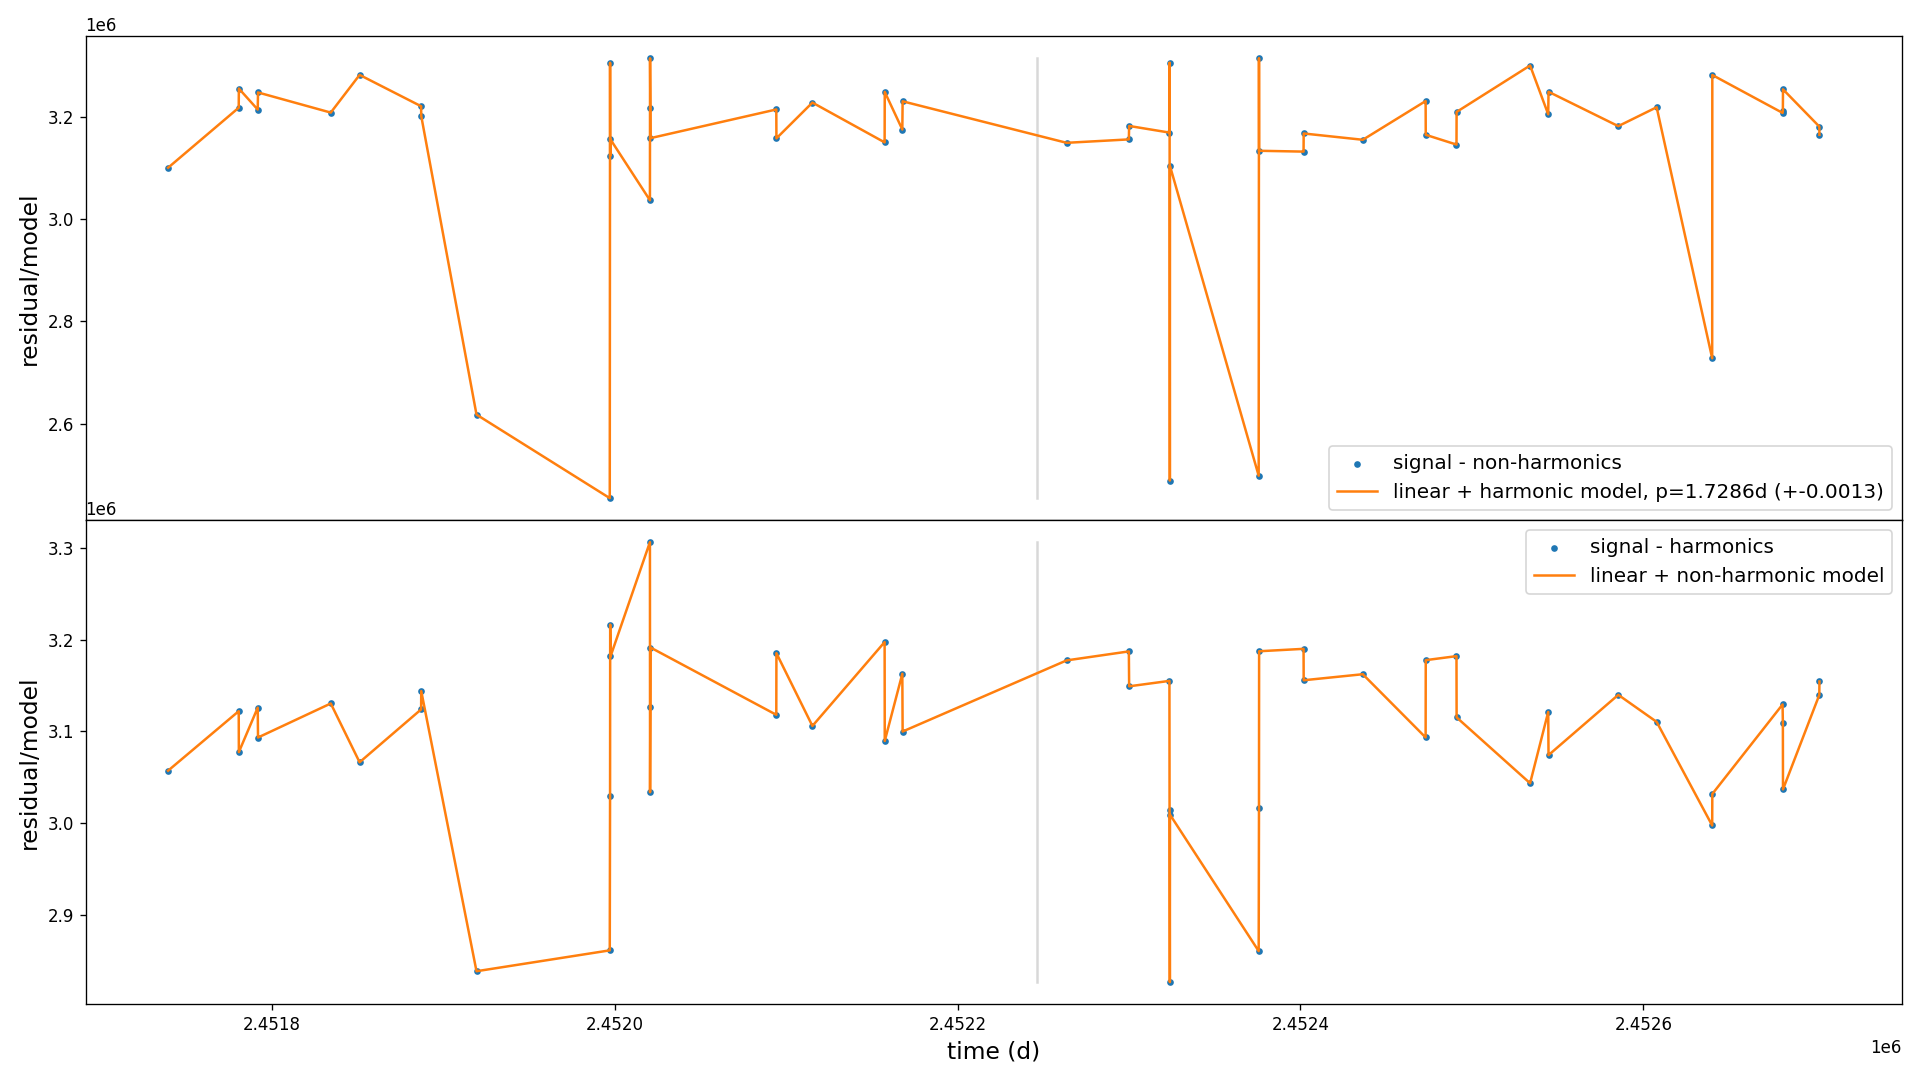 1e6
3.2
3.0
2.8
2.6
residual/model
signal - non-harmonics
linear + harmonic model, p=1.7286d (+-0.0013)
1e6
3.3
3.2
3.1
3.0
2.9
residual/model
signal - harmonics
linear + non-harmonic model
2.4518
2.4520
2.4522
2.4524
2.4526
1e6
time (d)